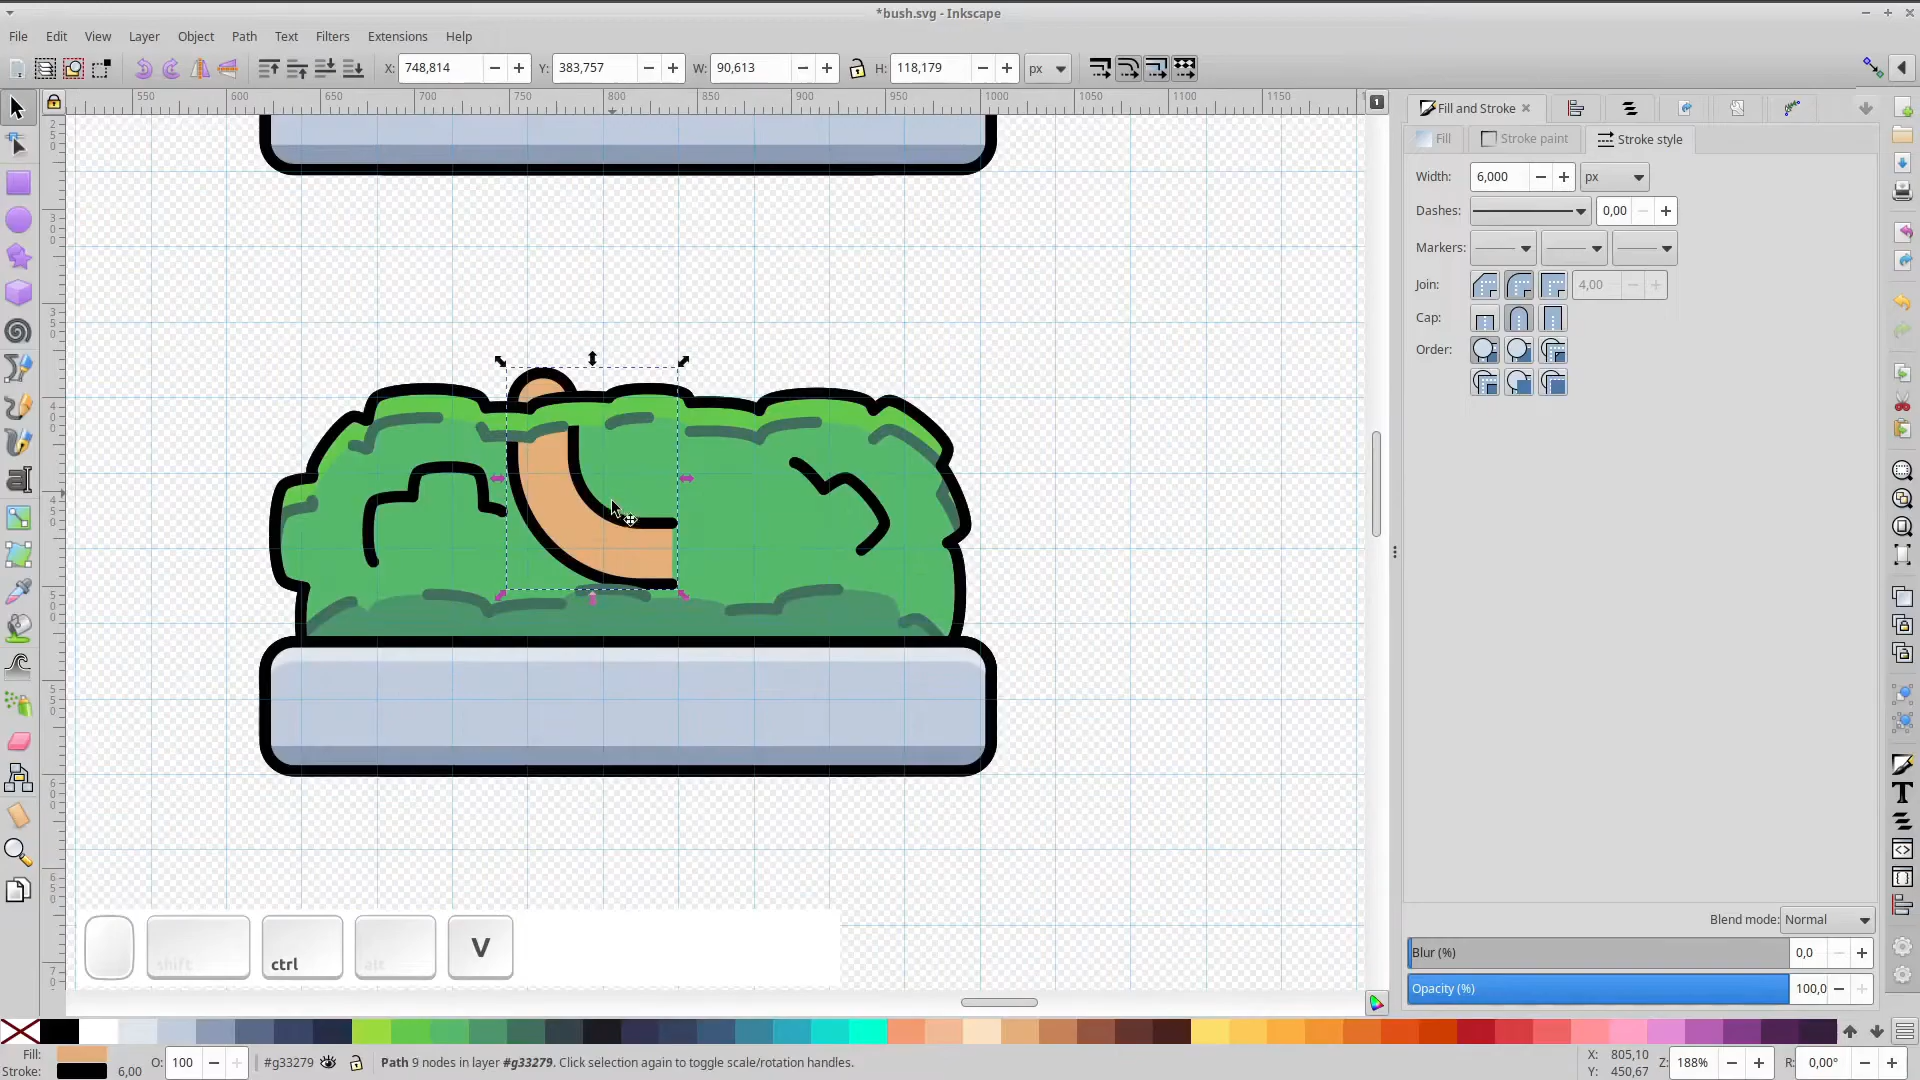 *bush.svg - Inkscape
File Edit View Layer Object Path Text Filters Extensions Help
X: 748,814 Y: 383,757 W: 90,613 H: 118,179 px
550 600 650 700 750 800 850 900 950 1000 1050 1100 1150
1
Fill and Stroke
Fill Stroke paint Stroke style
Width: 6,000 px
Dashes: 0,00
Markers:
Join: 4,00
Cap:
Order:
shift ctrl alt V
Blend mode: Normal
Blur (%) 0,0
Opacity (%) 100,0
Fill: O: 100 #g33279 Path 9 nodes in layer #g33279. Click selection again to toggle scale/rotation handles. X: 805,10 Z: 188% R: 0,00°
Stroke: 6,00 Y: 450,67